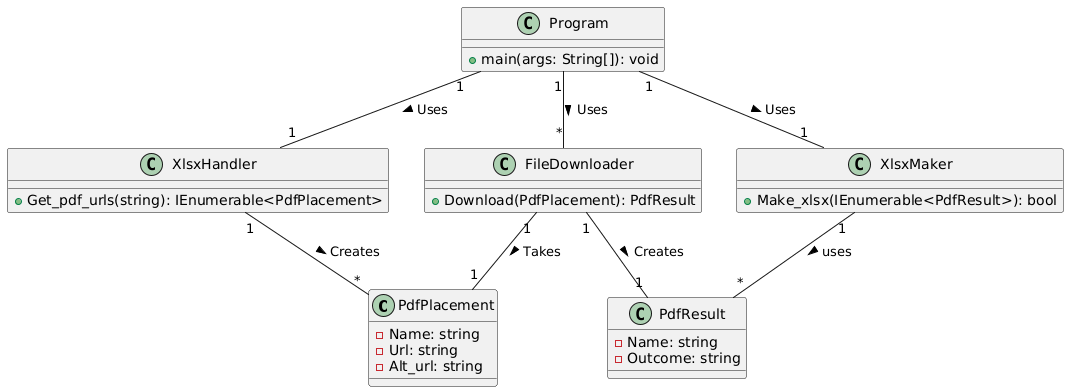 C Program
main(args: String[]): void
1 1 1
Uses Uses Uses
1 * 1
C XlsxHandler
Get_pdf_urls(string): IEnumerable<PdfPlacement>
C FileDownloader
Download(PdfPlacement): PdfResult
C XlsxMaker
Make_xlsx(IEnumerable<PdfResult>): bool
1 1 1 1
Creates Takes Creates uses
* 1 1 *
C PdfPlacement
Name: string
Url: string
Alt_url: string
C PdfResult
Name: string
Outcome: string